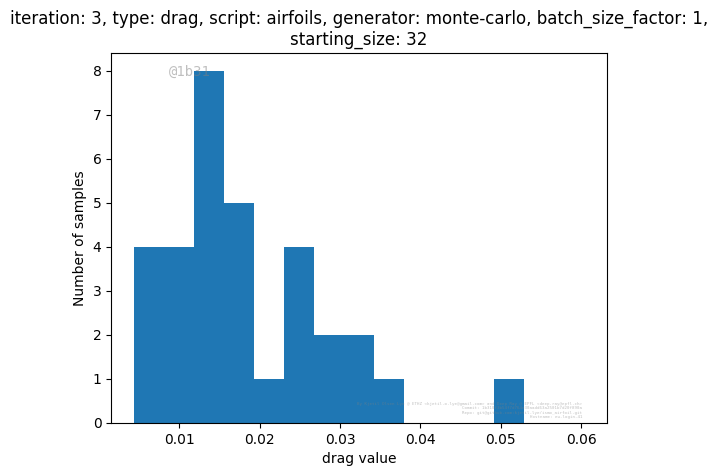 iteration: 3, type: drag, script: airfoils, generator: monte-carlo, batch_size_factor: 1,
starting_size: 32
@1b31
8
7
6
5
4
3
2
1
0
Number of samples
0.01 0.02 0.03 0.04 0.05 0.06
drag value